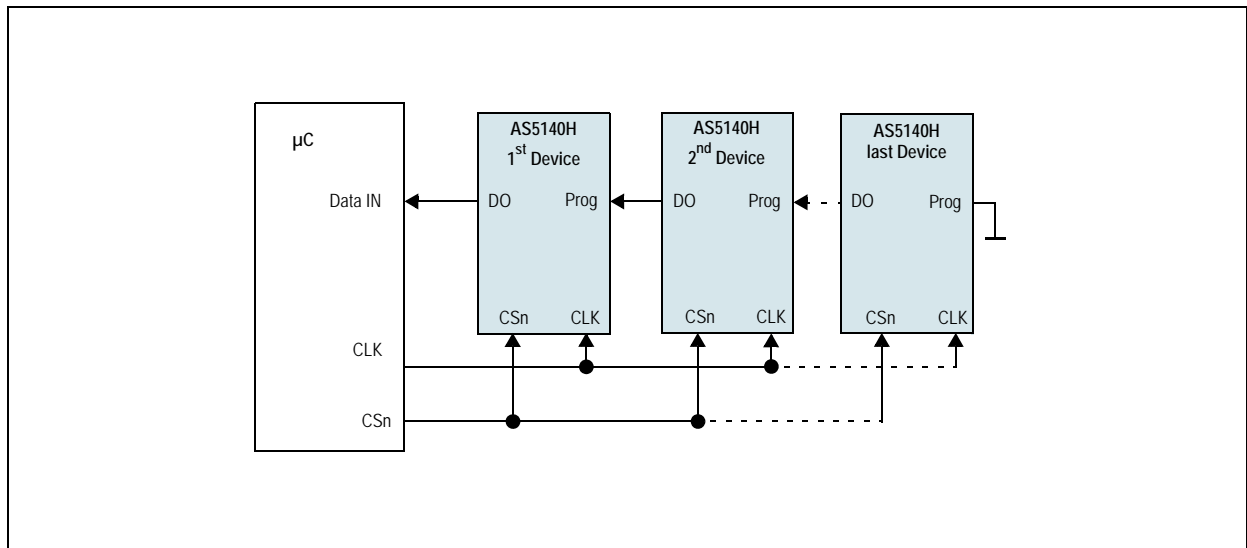 µC
Data IN
CLK
CSn
AS5140H
1st Device
DO Prog
CSn CLK
AS5140H
2nd Device
DO Prog
CSn CLK
AS5140H
last Device
DO Prog
CSn CLK